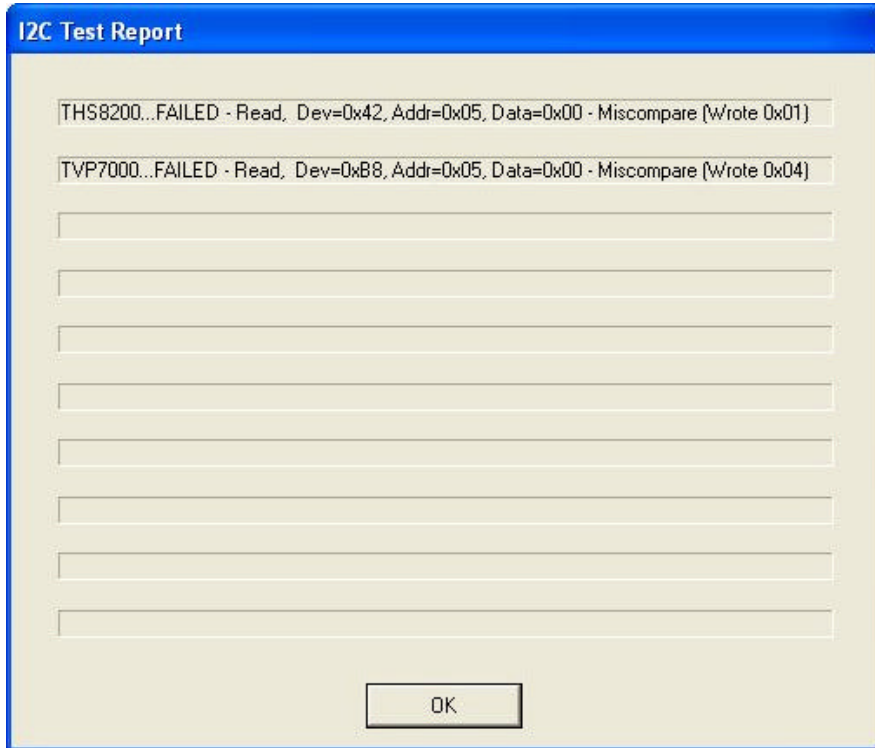 I2C Test Report
THS8200...FAILED - Read,  Dev=0x42, Addr=0x05, Data=0x00 - Miscompare (Wrote 0x01)
TVP7000...FAILED - Read,  Dev=0xB8, Addr=0x05, Data=0x00 - Miscompare (Wrote 0x04)
OK